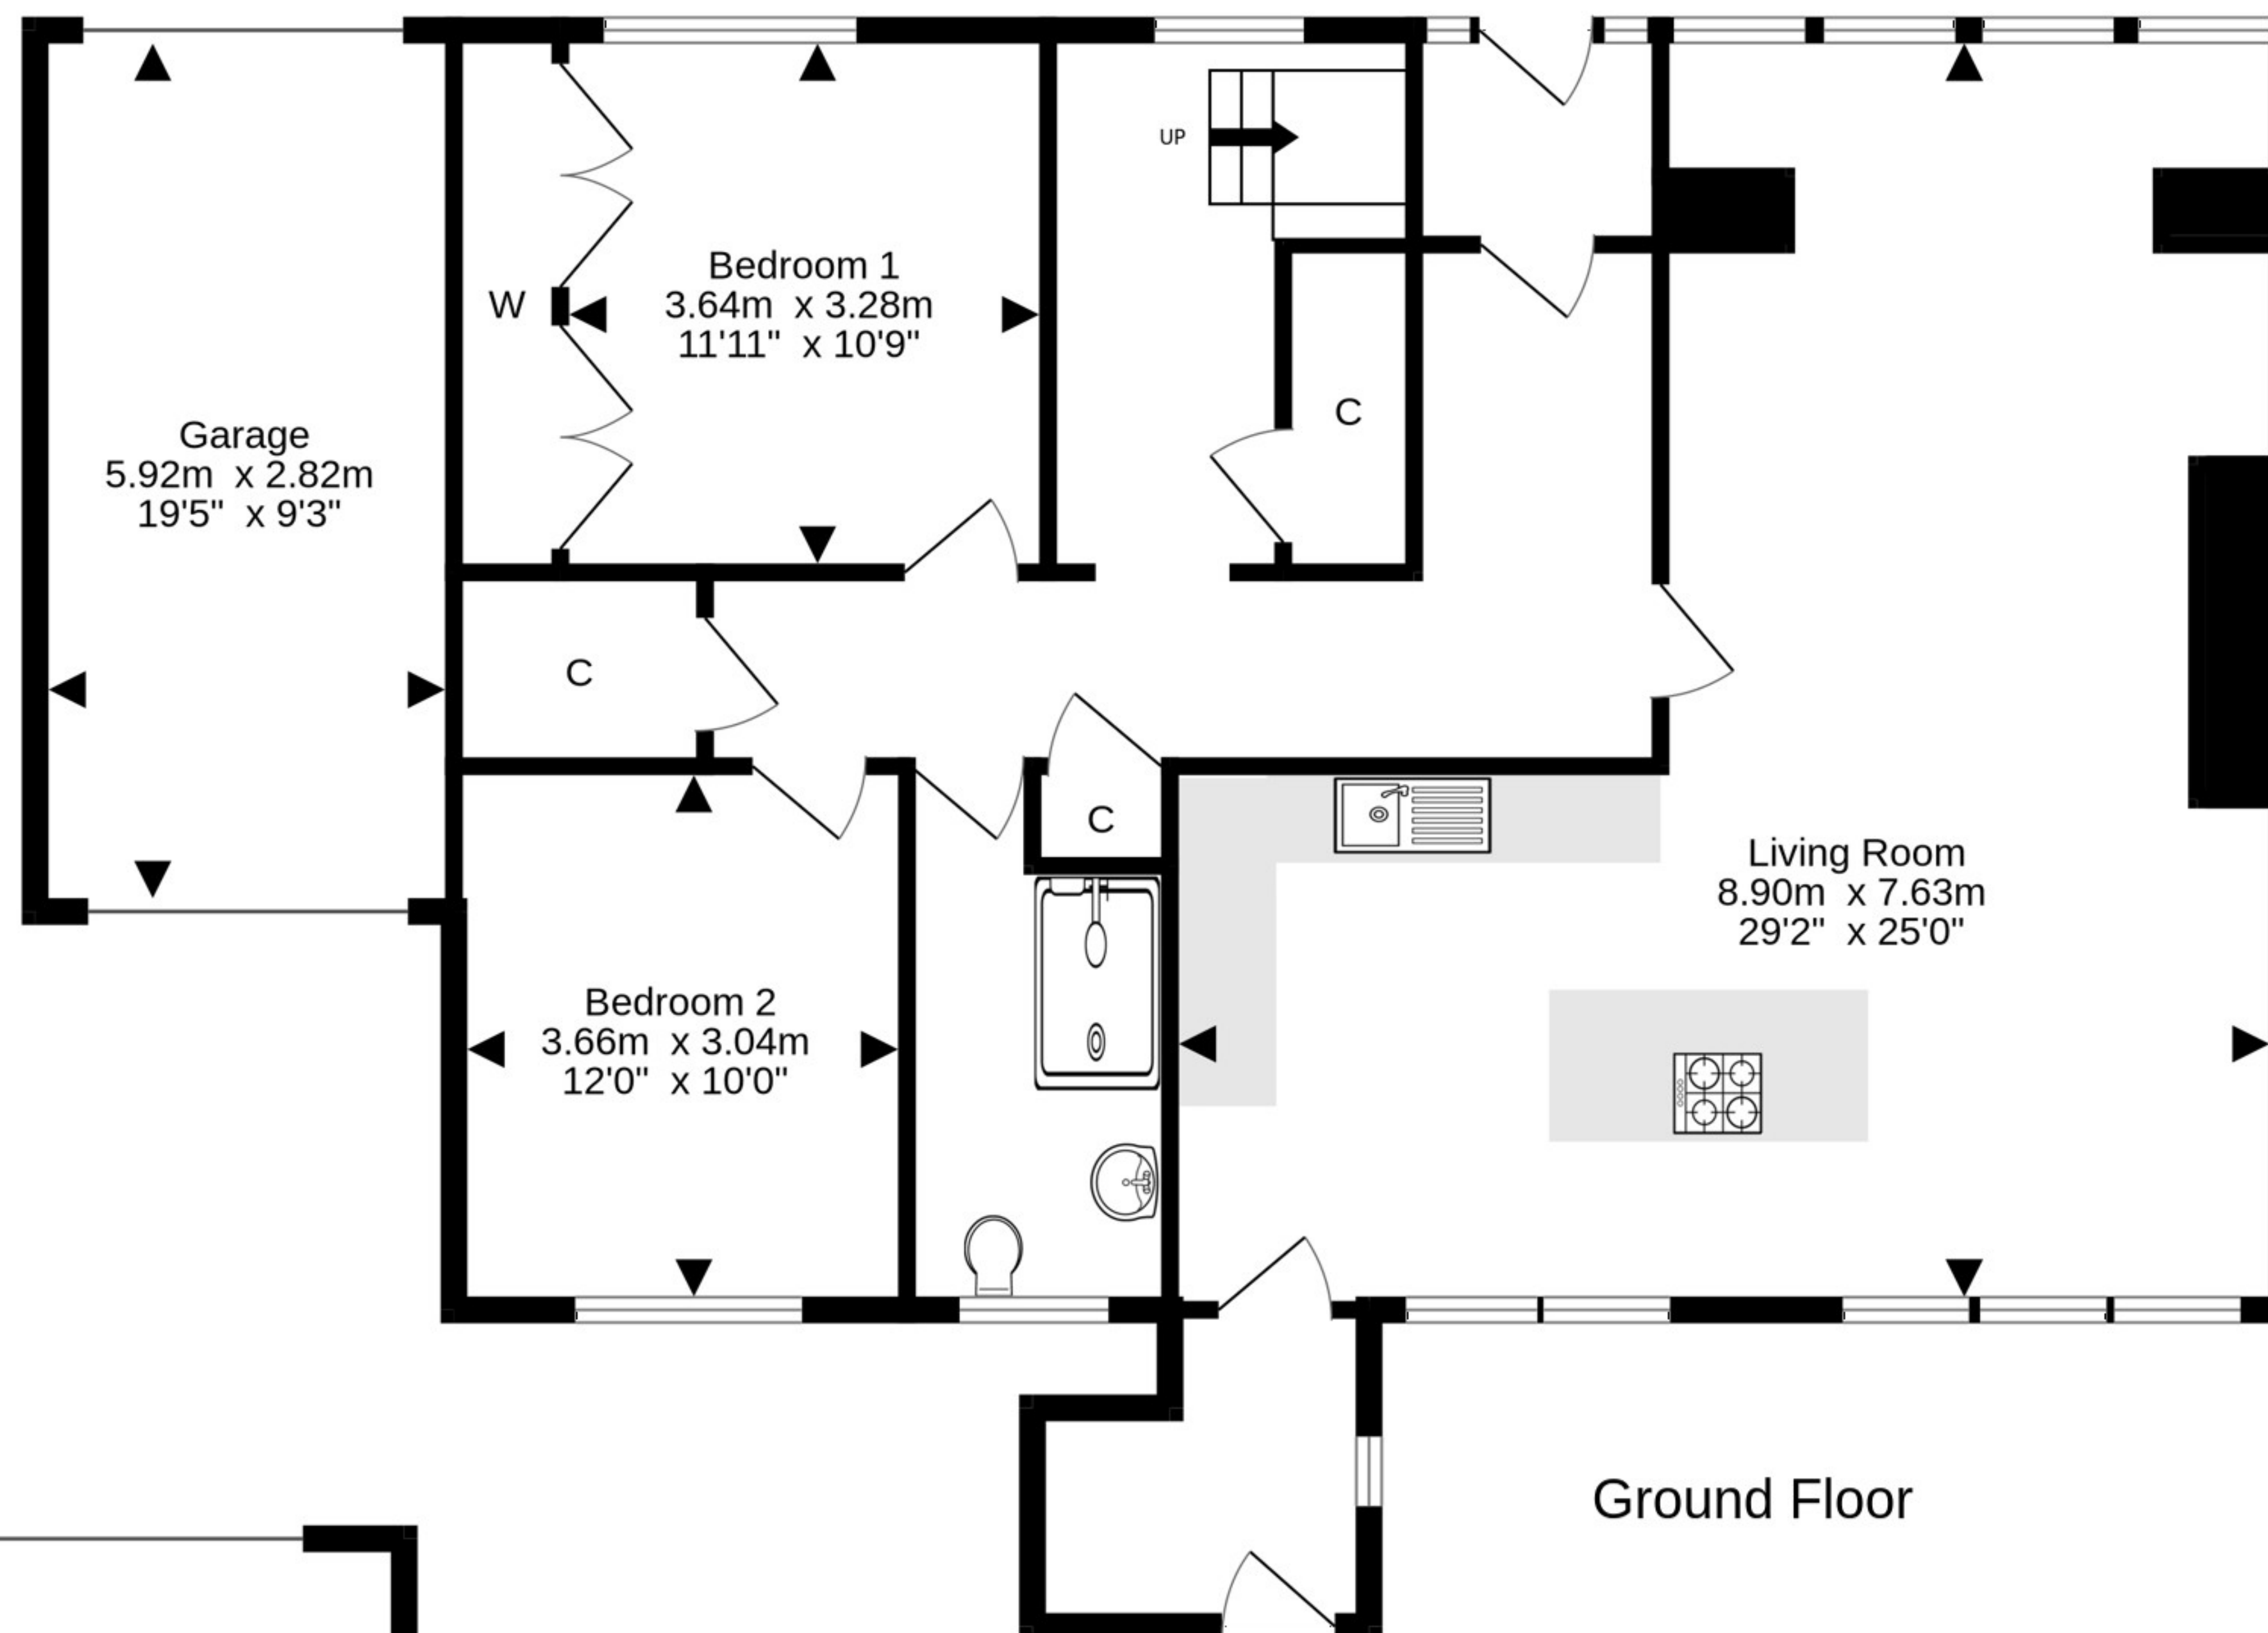 UP
Bedroom 1
3.64m x 3.28m
11'11" x 10'9"
W
C
Garage
5.92m x 2.82m
19'5" x 9'3"
C
C
Living Room
8.90m x 7.63m
29'2" x 25'0"
Bedroom 2
3.66m x 3.04m
12'0" x 10'0"
Ground Floor